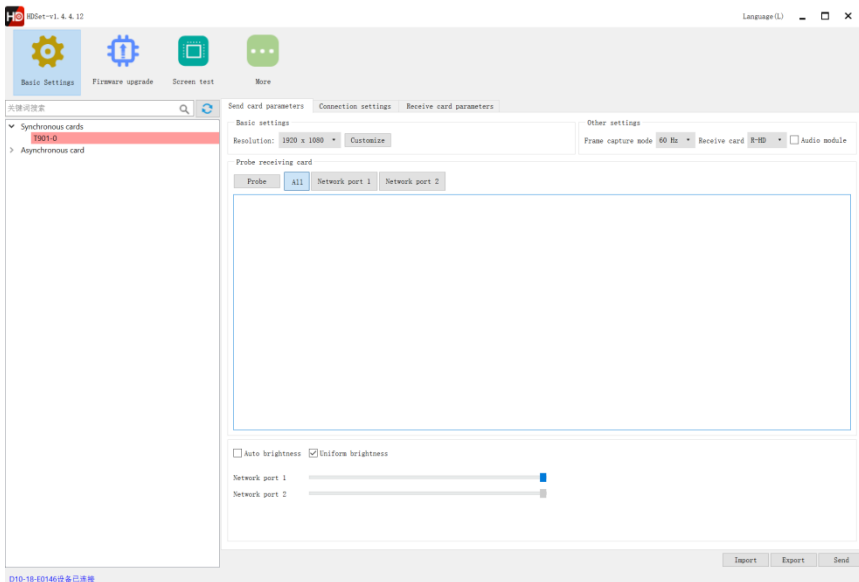 HD HDSet-v1.4.4.12 Language(L)
Basic Settings Firmware upgrade Screen test More
关键词搜索
Synchronous cards
T901-0
Asynchronous card
Send card parameters Connection settings Receive card parameters
Basic settings Other settings
Resolution: 1920 x 1080 Customize Frame capture mode 60 Hz Receive card R-HD Audio module
Probe receiving card
Probe All Network port 1 Network port 2
Auto brightness Uniform brightness
Network port 1
Network port 2
Import Export Send
D10-18-E0146设备已连接